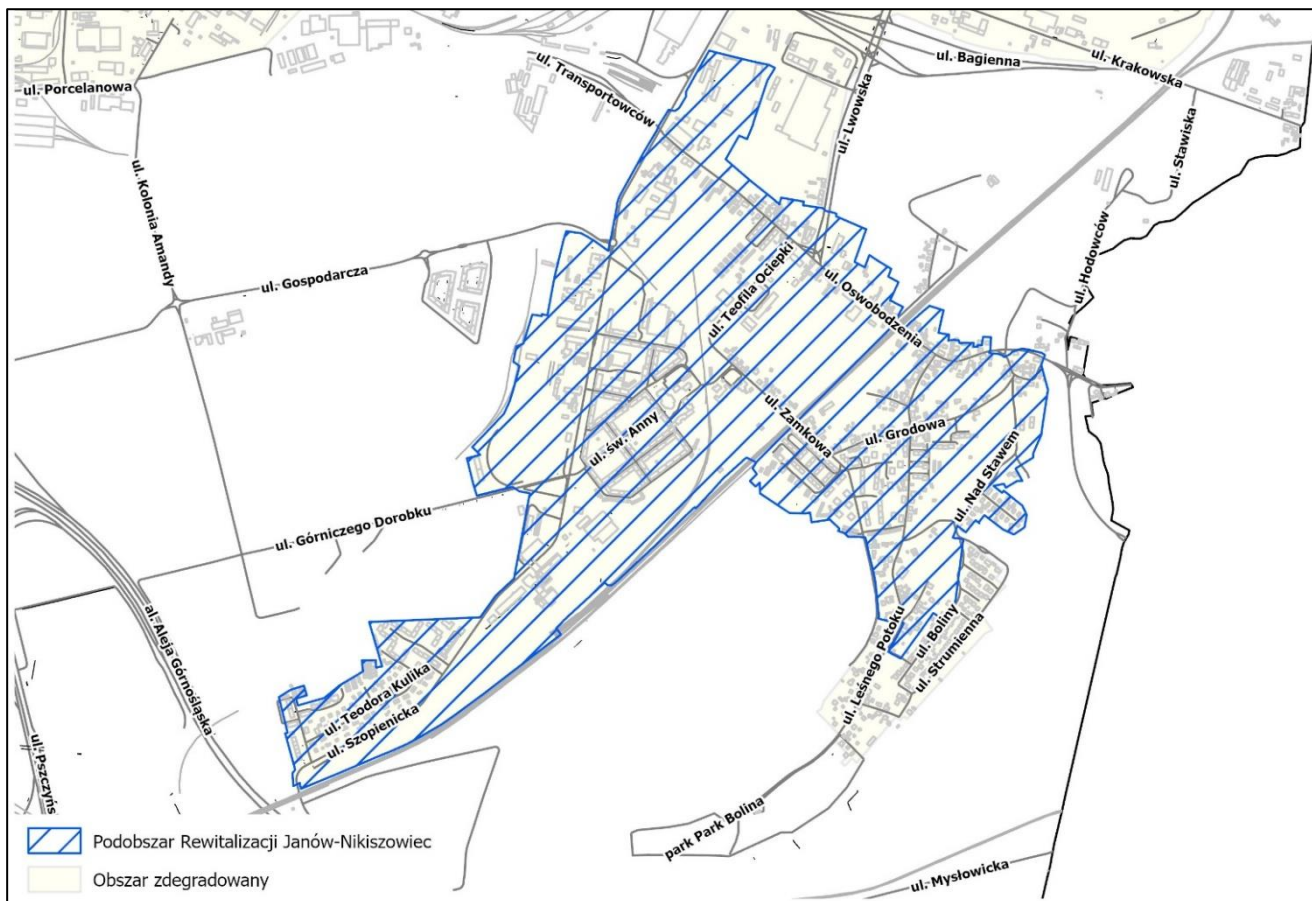 ul. Bagienna
ul. Krakowska
ul. Transportowców
ul. Porcelanowa
ul. Lwowska
ul. Stawiska
ul. Kolonia Amandy
ul. Hodowców
ul. Gospodarcza
ul. Teofila Ociepki
ul. Oswobodzenia
ul. Zamkowa
ul. Grodowa
ul. św. Anny
ul. Nad Stawem
ul. Górniczego Dorobku
al. Aleja Górnośląska
ul. Boliny
ul. Strumienna
ul. Leśnego Potoku
ul. Teodora Kulika
ul. Szopienicka
ul. Pszczyńs
park Park Bolina
ul. Mysłowicka
Podobszar Rewitalizacji Janów-Nikiszowiec
Obszar zdegradowany